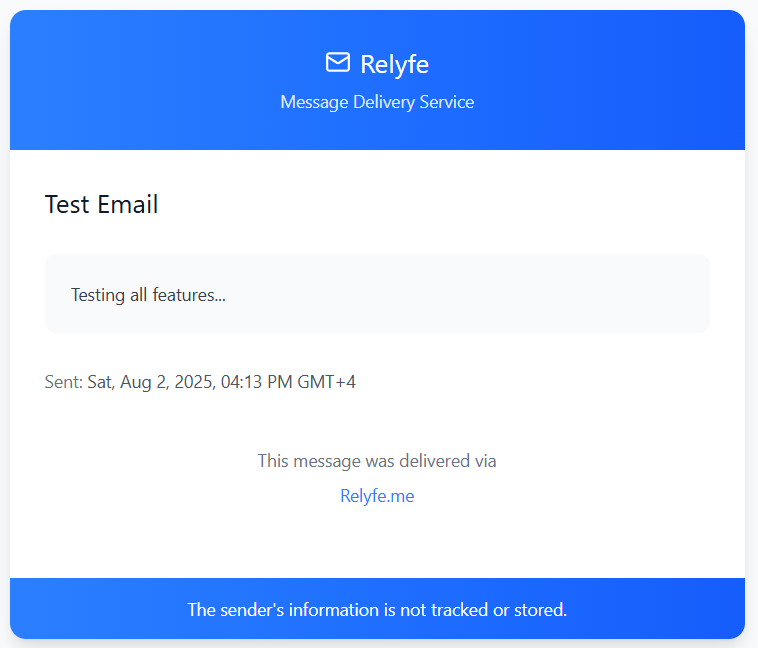 Relyfe
Message Delivery Service
Test Email
Testing all features...
Sent: Sat, Aug 2, 2025, 04:13 PM GMT+4
This message was delivered via
Relyfe.me
The sender's information is not tracked or stored.